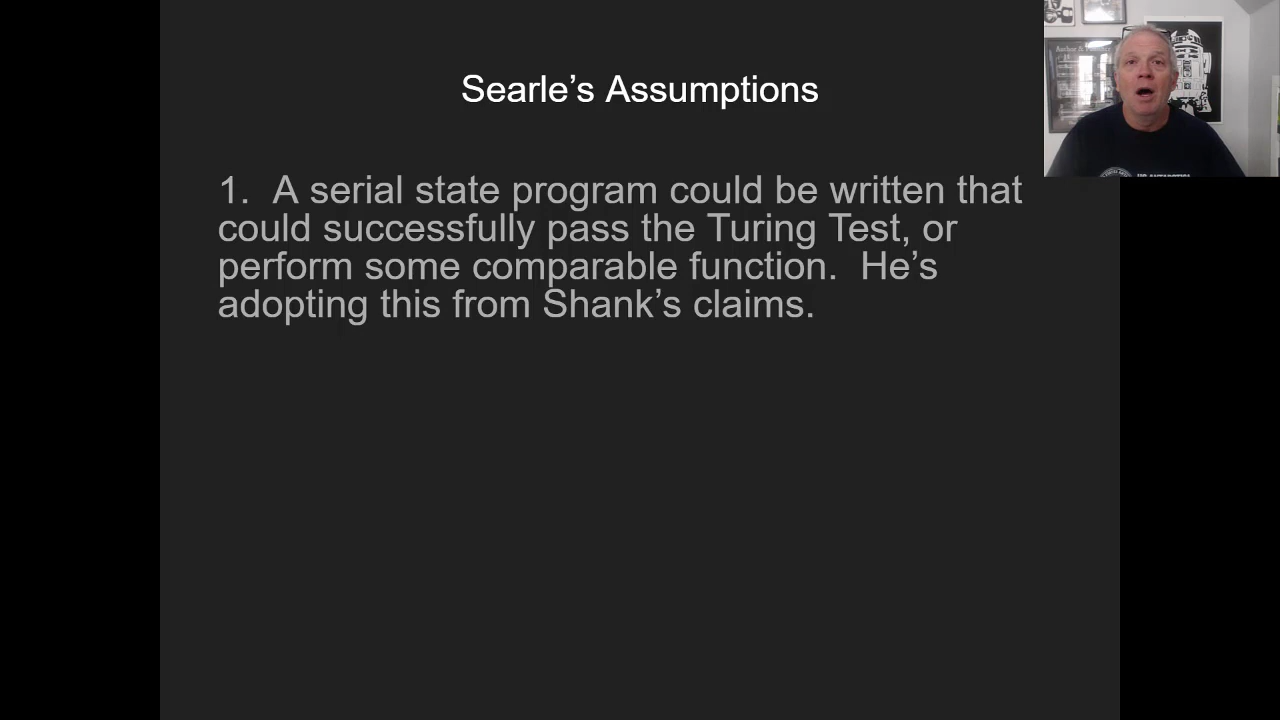 Searle’s Assumptions
1. A serial state program could be written that
could successfully pass the Turing Test, or
perform some comparable function. He’s
adopting this from Shank’s claims.